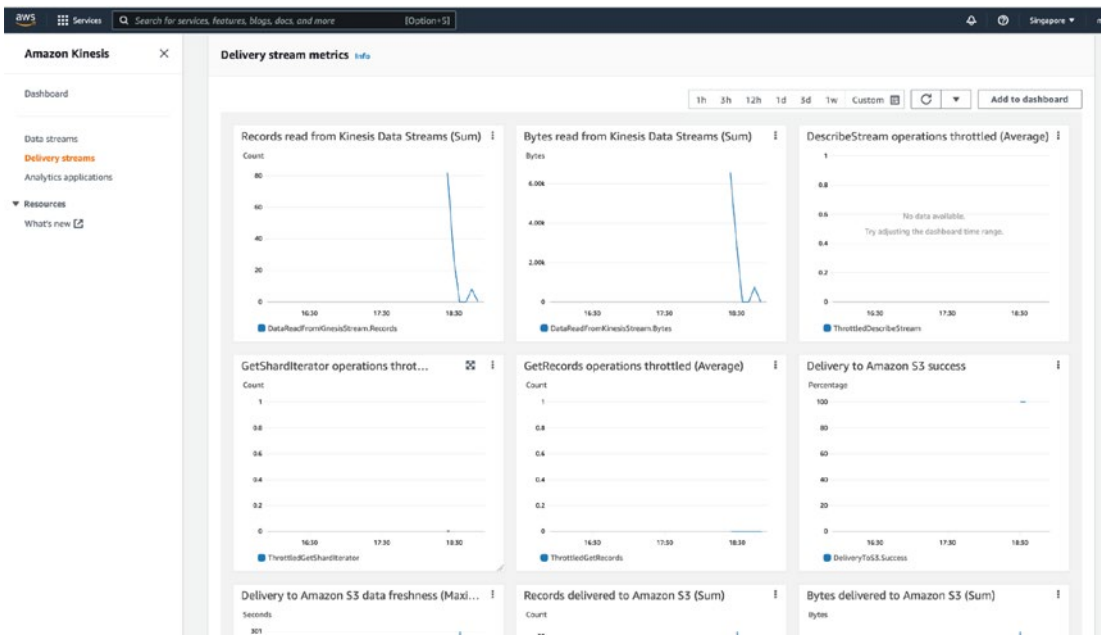 aws
Services
Search for services, features, blogs, docs, and more
[Option+S]
Singapore
Amazon Kinesis
Dashboard
Data streams
Delivery streams
Analytics applications
Resources
What's new
Delivery stream metrics Info
1h 3h 12h 1d 3d 1w Custom
Add to dashboard
Records read from Kinesis Data Streams (Sum)
Count
80
60
40
20
0
16:30 17:30 18:30
DataReadFromKinesisStream.Records
Bytes read from Kinesis Data Streams (Sum)
Bytes
6.00k
4.00k
2.00k
0
16:30 17:30 18:30
DataReadFromKinesisStream.Bytes
DescribeStream operations throttled (Average)
1
0.8
0.6
0.4
0.2
0
No data available.
Try adjusting the dashboard time range.
16:30 17:30 18:30
ThrottledDescribeStream
GetShardIterator operations throt...
Count
1
0.8
0.6
0.4
0.2
0
16:30 17:30 18:30
ThrottledGetShardIterator
GetRecords operations throttled (Average)
Count
1
0.8
0.6
0.4
0.2
0
16:30 17:30 18:30
ThrottledGetRecords
Delivery to Amazon S3 success
Percentage
100
80
60
40
20
0
16:30 17:30 18:30
DeliveryToS3.Success
Delivery to Amazon S3 data freshness (Maxi...
Seconds
301
Records delivered to Amazon S3 (Sum)
Count
Bytes delivered to Amazon S3 (Sum)
Bytes